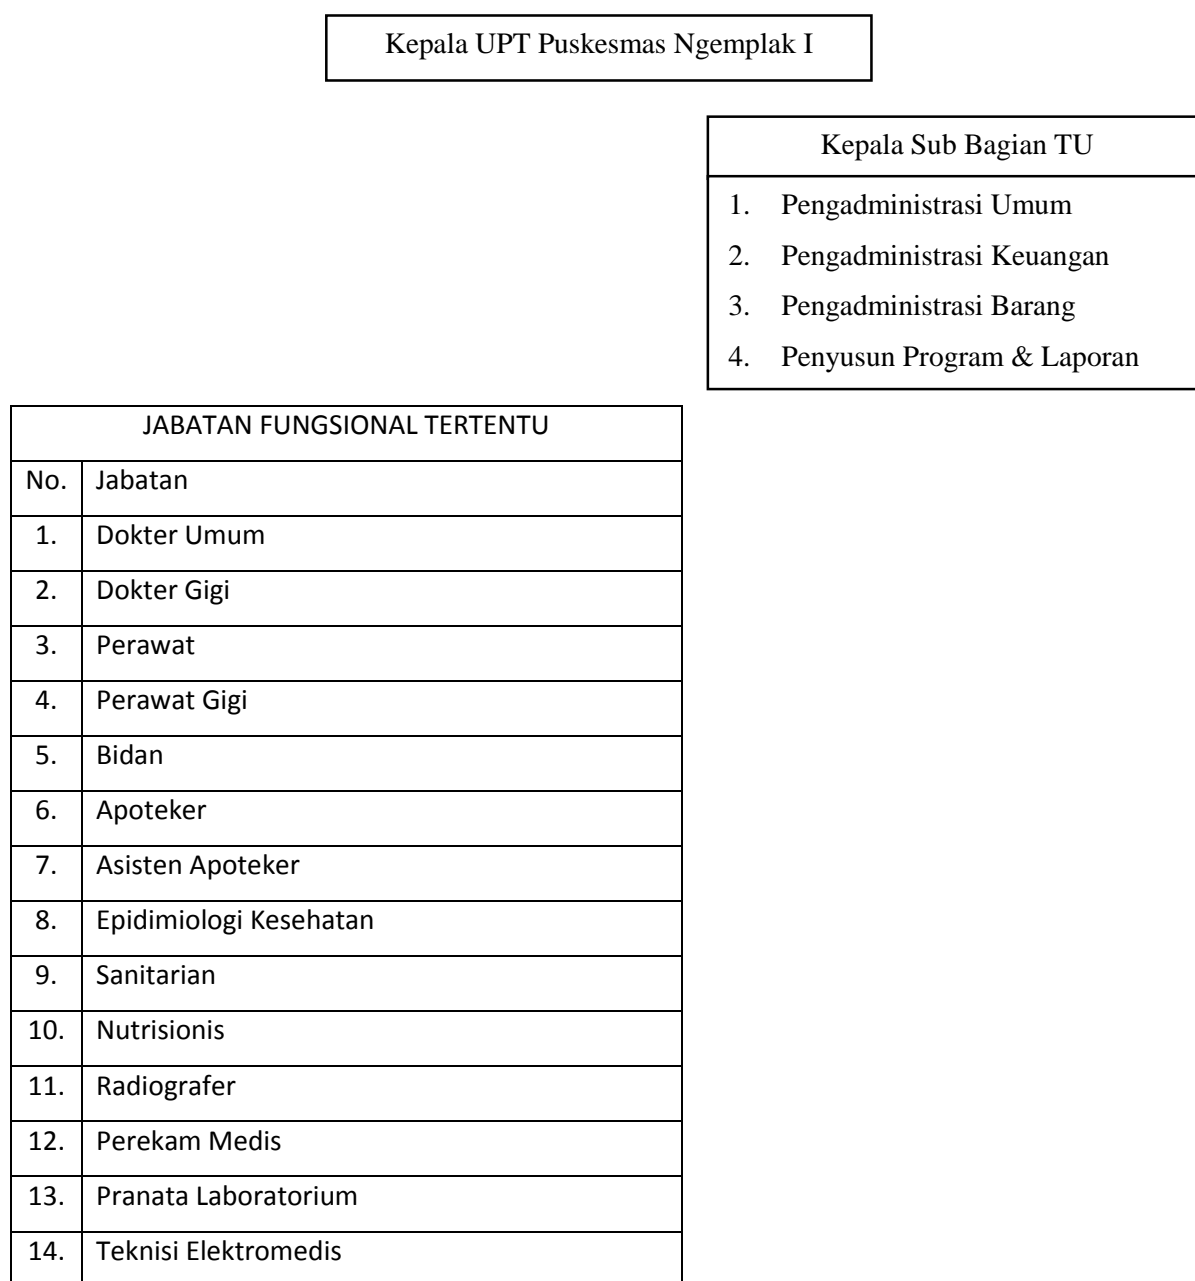 Kepala UPT Puskesmas Ngemplak I
Kepala Sub Bagian TU
1. Pengadministrasi Umum
2. Pengadministrasi Keuangan
3. Pengadministrasi Barang
4. Penyusun Program & Laporan
JABATAN FUNGSIONAL TERTENTU
No. Jabatan
1. Dokter Umum
2. Dokter Gigi
3. Perawat
4. Perawat Gigi
5. Bidan
6. Apoteker
7. Asisten Apoteker
8. Epidimiologi Kesehatan
9. Sanitarian
10. Nutrisionis
11. Radiografer
12. Perekam Medis
13. Pranata Laboratorium
14. Teknisi Elektromedis